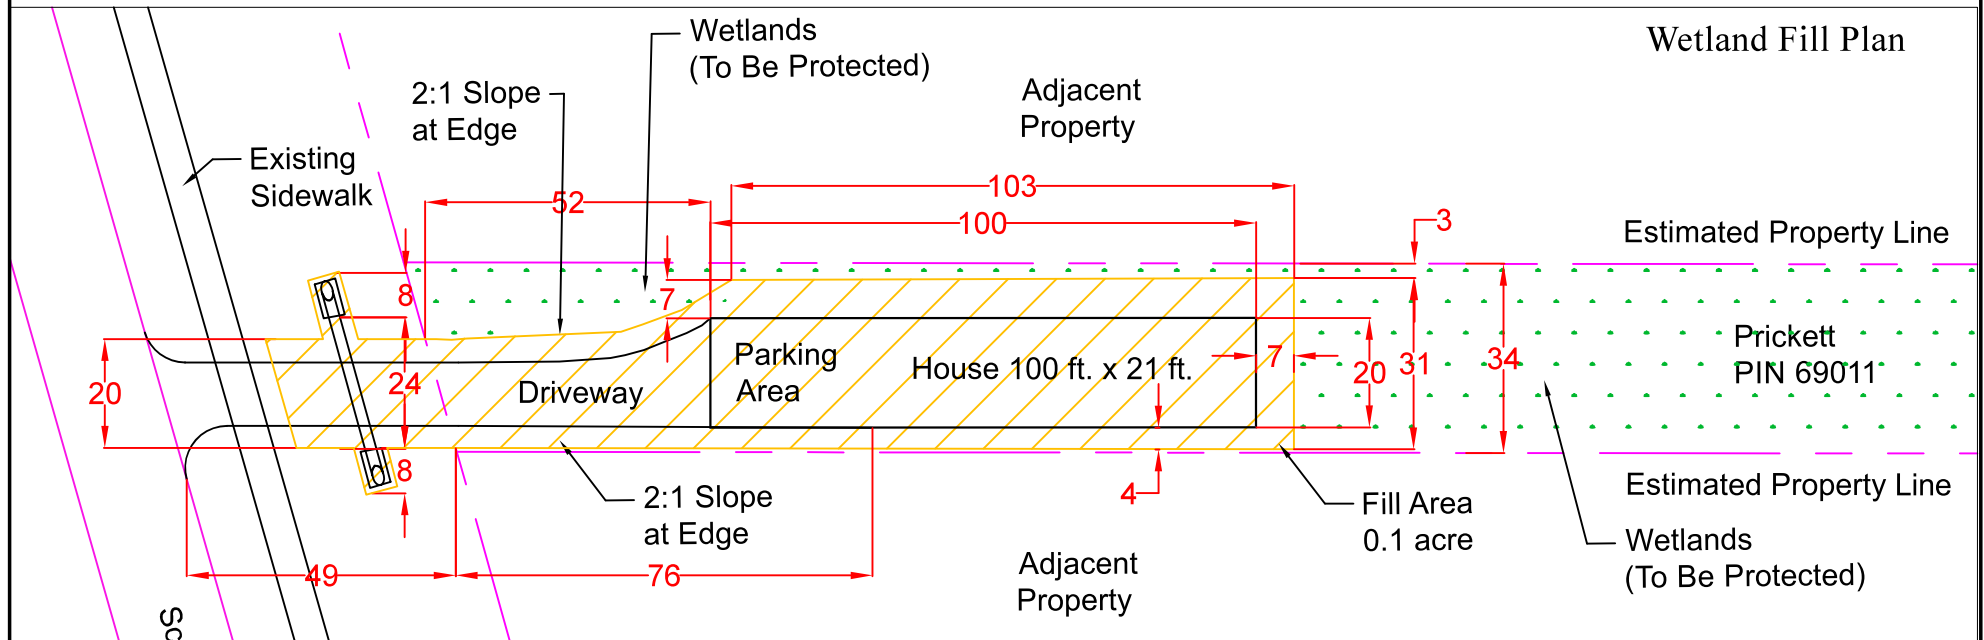 Wetland Fill Plan
Wetlands
(To Be Protected)
2:1 Slope
at Edge
Adjacent
Property
Existing
Sidewalk
52
103
100
3
Estimated Property Line
8
7
Parking
Area
House 100 ft. x 21 ft.
7
20
31
34
Prickett
PIN 69011
20
24
Driveway
8
4
2:1 Slope
at Edge
Fill Area
0.1 acre
Estimated Property Line
Wetlands
(To Be Protected)
49
76
Adjacent
Property
Sc